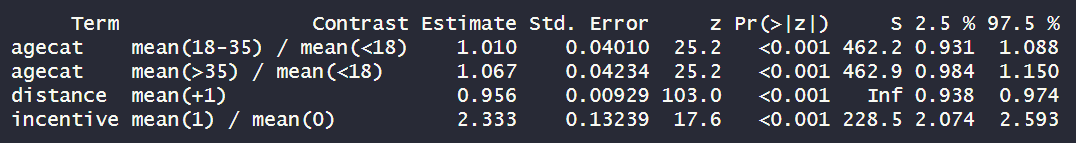 Term Contrast Estimate Std. Error z Pr(>|z|) S 2.5 % 97.5 %
agecat mean(18-35) / mean(<18) 1.010 0.04010 25.2 <0.001 462.2 0.931 1.088
agecat mean(>35) / mean(<18) 1.067 0.04234 25.2 <0.001 462.9 0.984 1.150
distance mean(+1) 0.956 0.00929 103.0 <0.001 Inf 0.938 0.974
incentive mean(1) / mean(0) 2.333 0.13239 17.6 <0.001 228.5 2.074 2.593